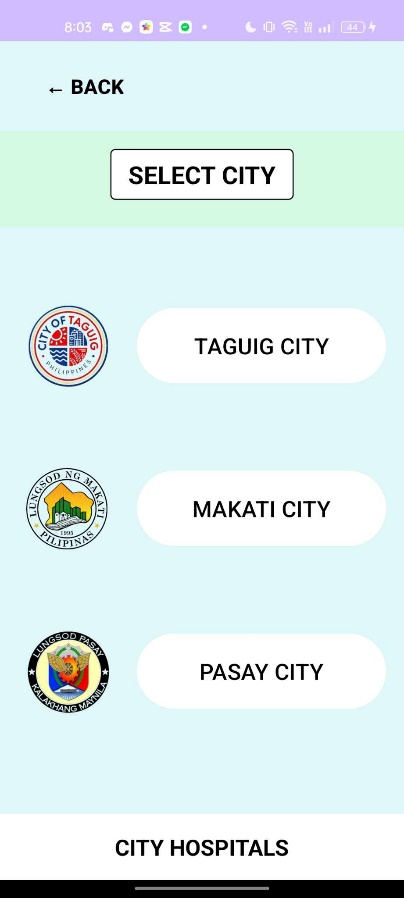 8:03
44
← BACK
SELECT CITY
CITY OF TAGUIG
PHILIPPINES
TAGUIG CITY
LUNGSOD NG MAKATI
1995
PILIPINAS
MAKATI CITY
LUNGSOD PASAY
KALAKHANG MAYNILA
PASAY CITY
CITY HOSPITALS